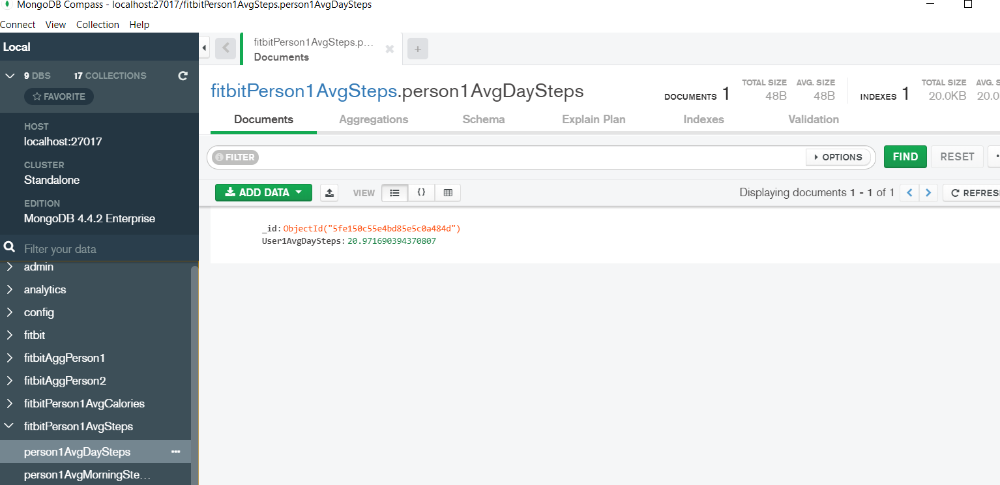 MongoDB Compass - localhost:27017/fitbitPerson1AvgSteps.person1AvgDaySteps
Connect View Collection Help
Local
9 DBS 17 COLLECTIONS
FAVORITE
HOST
localhost:27017
CLUSTER
Standalone
EDITION
MongoDB 4.4.2 Enterprise
Filter your data
admin
analytics
config
fitbit
fitbitAggPerson1
fitbitAggPerson2
fitbitPerson1AvgCalories
fitbitPerson1AvgSteps
person1AvgDaySteps
person1AvgMorningSte...
fitbitPerson1AvgSteps.p...
Documents
fitbitPerson1AvgSteps.person1AvgDaySteps
DOCUMENTS 1 TOTAL SIZE 48B AVG. SIZE 48B INDEXES 1 TOTAL SIZE 20.0KB AVG. S 20.0
Documents Aggregations Schema Explain Plan Indexes Validation
FILTER OPTIONS FIND RESET
ADD DATA VIEW {} Displaying documents 1 - 1 of 1 REFRES
_id: ObjectId("5fe150c55e4bd85e5c0a484d")
User1AvgDaySteps: 20.971690394370807